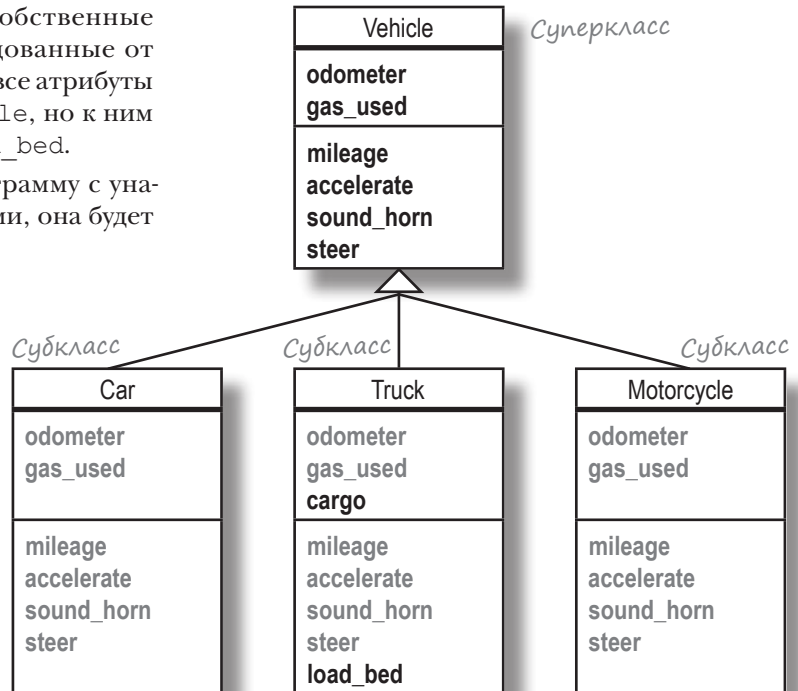 обственные
дованные от
все атрибуты
le, но к ним
_bed.
рамму с уна-
ми, она будет
Vehicle
Суперкласс
odometer
gas_used
mileage
accelerate
sound_horn
steer
Субкласс
Субкласс
Субкласс
Car
odometer
gas_used
mileage
accelerate
sound_horn
steer
Truck
odometer
gas_used
cargo
mileage
accelerate
sound_horn
steer
load_bed
Motorcycle
odometer
gas_used
mileage
accelerate
sound_horn
steer